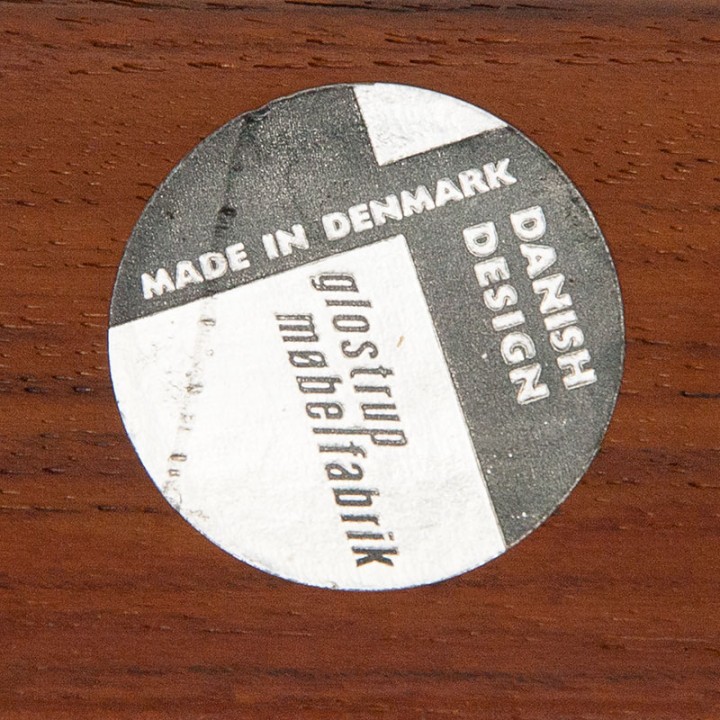 MADE IN DENMARK
DANISH
DESIGN
glostrup
møbelfabrik